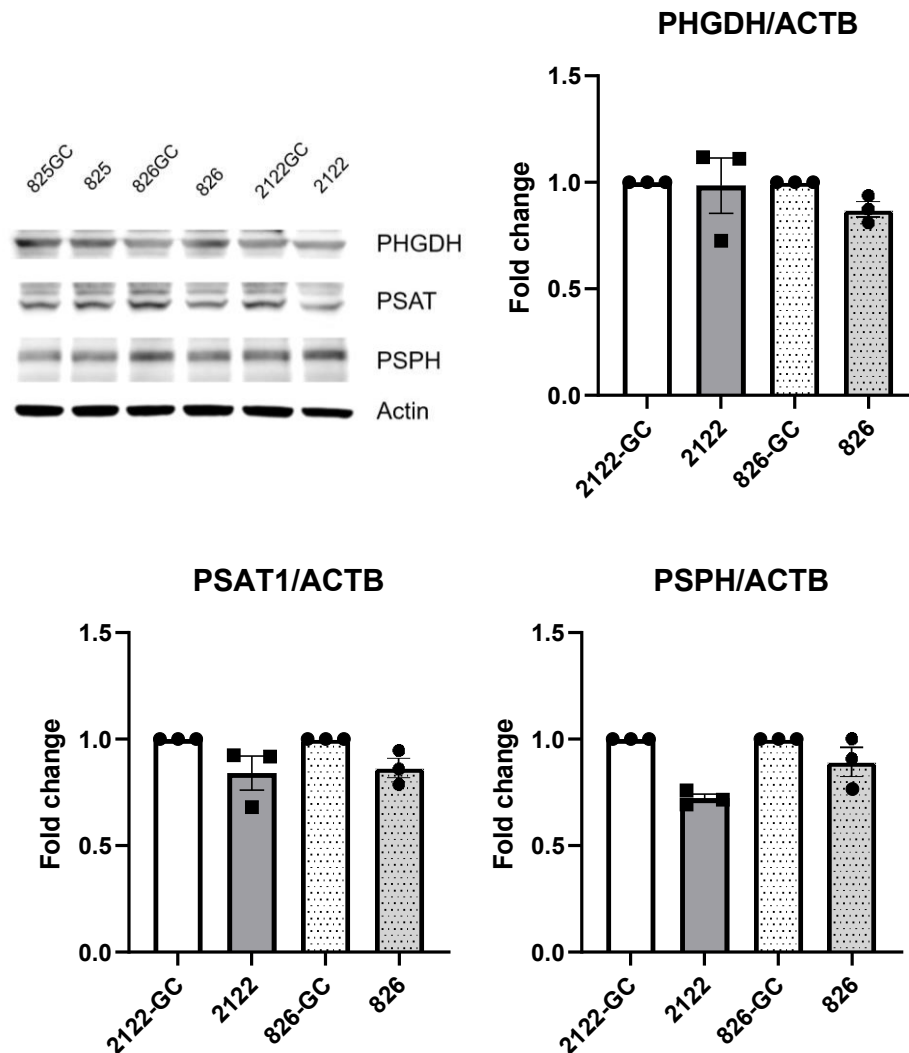 825GC 825 826GC 826 2122GC 2122
PHGDH
PSAT
PSPH
Actin
PHGDH/ACTB
Fold change
1.5
1.0
0.5
0.0
2122-GC 2122 826-GC 826
PSAT1/ACTB
Fold change
1.5
1.0
0.5
0.0
2122-GC 2122 826-GC 826
PSPH/ACTB
Fold change
1.5
1.0
0.5
0.0
2122-GC 2122 826-GC 826